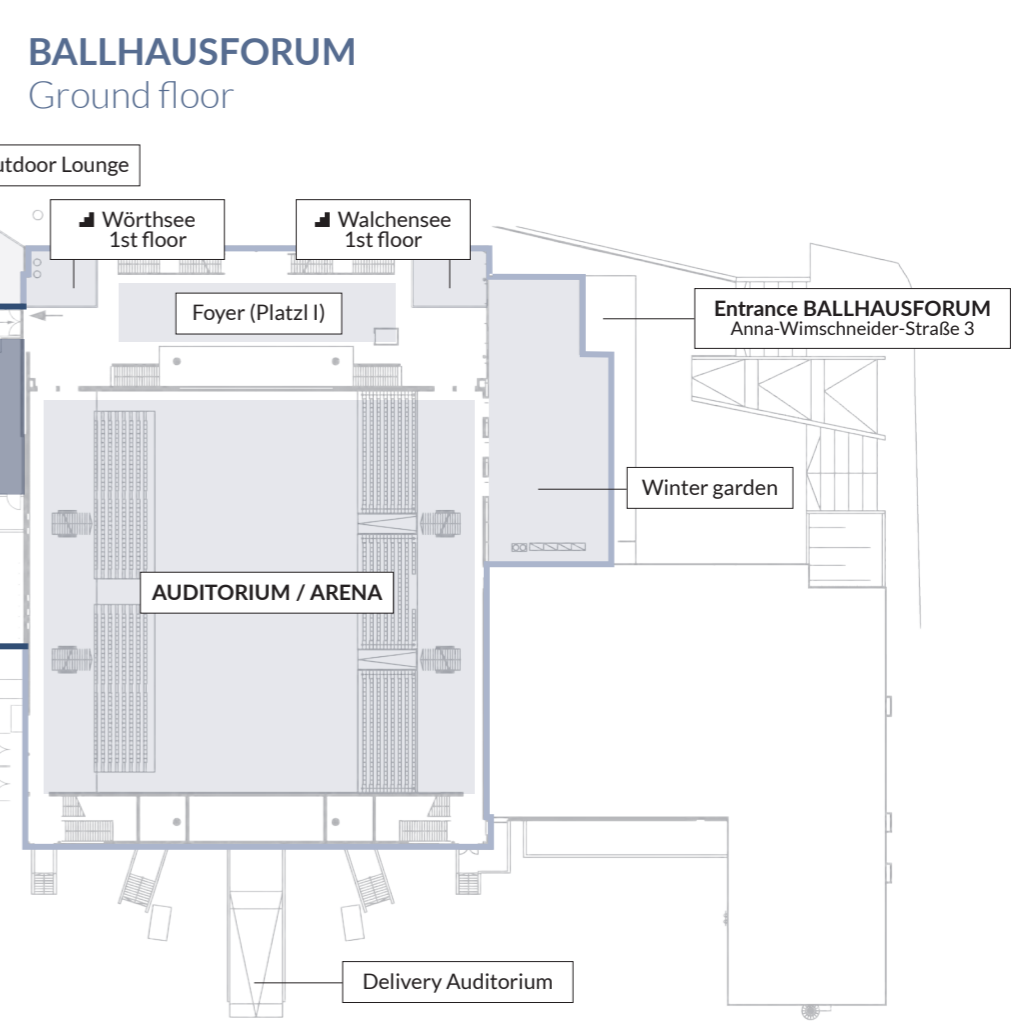 BALLHAUSFORUM
Ground floor
utdoor Lounge
Wörthsee
1st floor
Walchensee
1st floor
Foyer (Platzl I)
Entrance BALLHAUSFORUM
Anna-Wimschneider-Straße 3
Winter garden
AUDITORIUM / ARENA
Delivery Auditorium